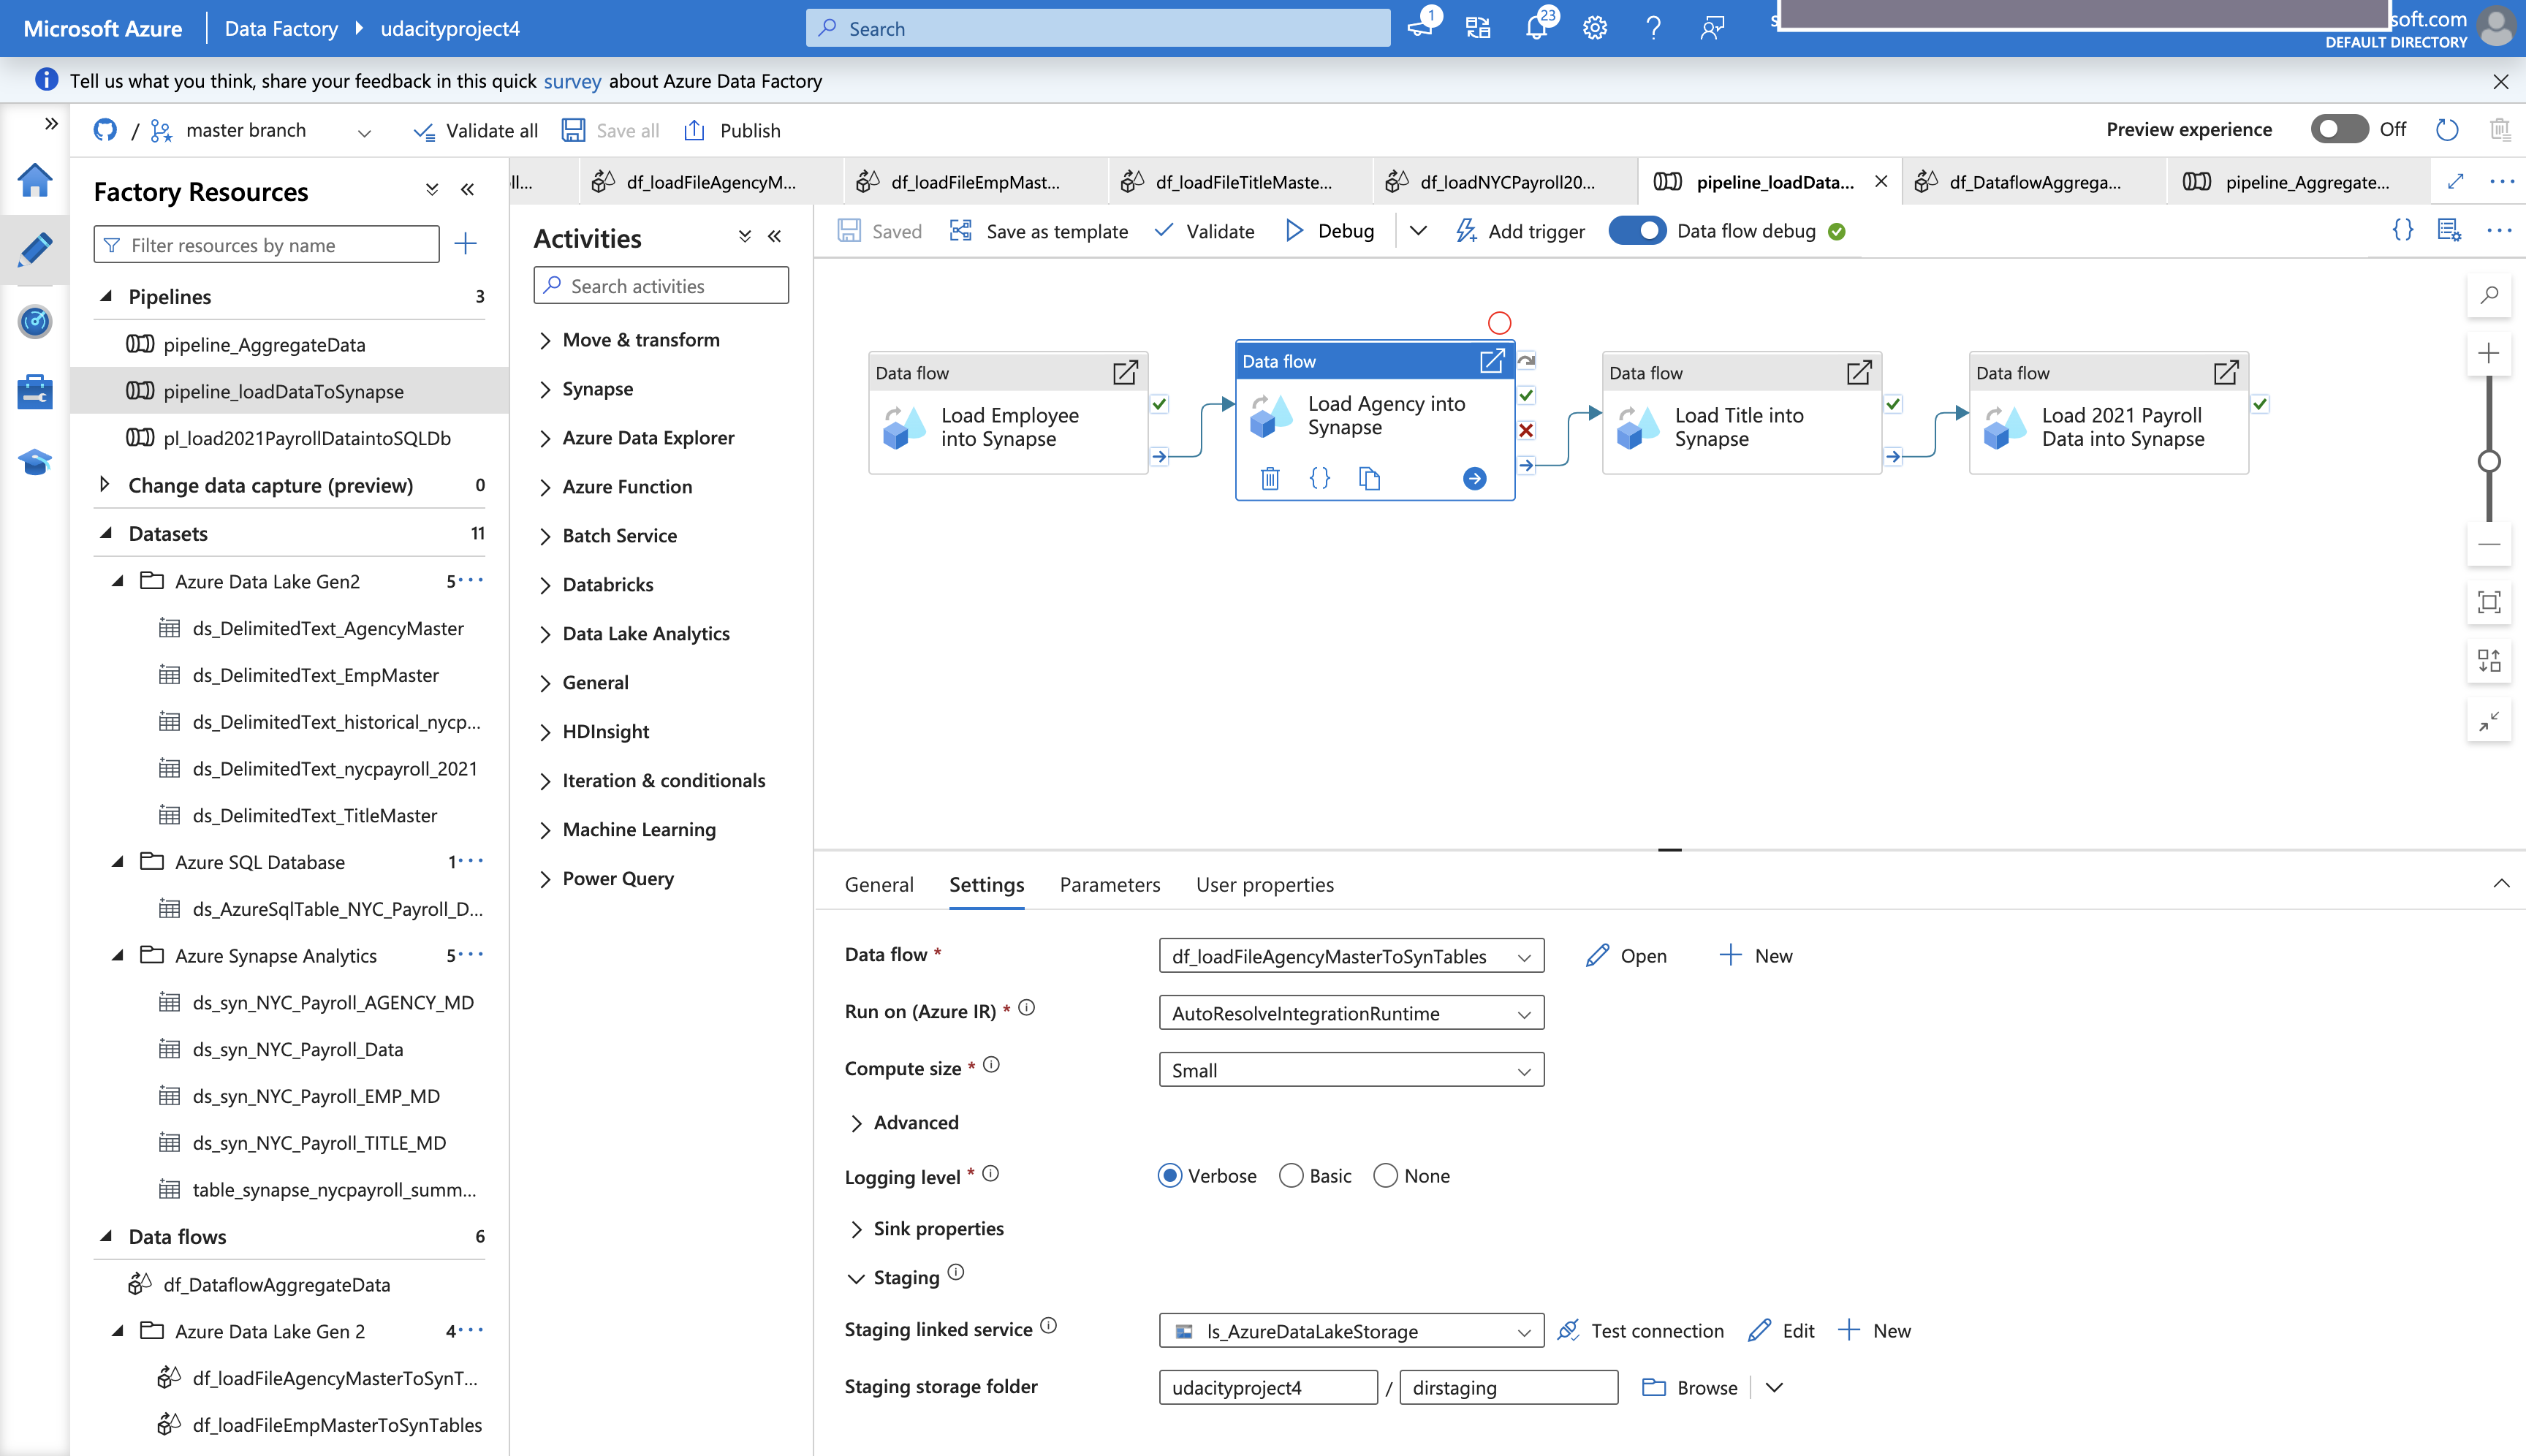 Microsoft Azure
Data Factory
udacityproject4
Search
1
23
soft.com
DEFAULT DIRECTORY
Tell us what you think, share your feedback in this quick survey about Azure Data Factory
/
master branch
Validate all
Save all
Publish
Preview experience
Off
Factory Resources
Filter resources by name
Pipelines
3
pipeline_AggregateData
pipeline_loadDataToSynapse
pl_load2021PayrollDataintoSQLDb
Change data capture (preview)
0
Datasets
11
Azure Data Lake Gen2
5
ds_DelimitedText_AgencyMaster
ds_DelimitedText_EmpMaster
ds_DelimitedText_historical_nycp...
ds_DelimitedText_nycpayroll_2021
ds_DelimitedText_TitleMaster
Azure SQL Database
1
ds_AzureSqlTable_NYC_Payroll_D...
Azure Synapse Analytics
5
ds_syn_NYC_Payroll_AGENCY_MD
ds_syn_NYC_Payroll_Data
ds_syn_NYC_Payroll_EMP_MD
ds_syn_NYC_Payroll_TITLE_MD
table_synapse_nycpayroll_summ...
Data flows
6
df_DataflowAggregateData
Azure Data Lake Gen 2
4
df_loadFileAgencyMasterToSynT...
df_loadFileEmpMasterToSynTables
ll...
df_loadFileAgencyM...
df_loadFileEmpMast...
df_loadFileTitleMaste...
df_loadNYCPayroll20...
pipeline_loadData...
df_DataflowAggrega...
pipeline_Aggregate...
Activities
Search activities
Move & transform
Synapse
Azure Data Explorer
Azure Function
Batch Service
Databricks
Data Lake Analytics
General
HDInsight
Iteration & conditionals
Machine Learning
Power Query
Saved
Save as template
Validate
Debug
Add trigger
Data flow debug
{}
Data flow
Load Employee
into Synapse
Data flow
Load Agency into
Synapse
{}
Data flow
Load Title into
Synapse
Data flow
Load 2021 Payroll
Data into Synapse
General
Settings
Parameters
User properties
Data flow *
df_loadFileAgencyMasterToSynTables
Open
New
Run on (Azure IR) *
AutoResolveIntegrationRuntime
Compute size *
Small
Advanced
Logging level *
Verbose
Basic
None
Sink properties
Staging
Staging linked service
ls_AzureDataLakeStorage
Test connection
Edit
New
Staging storage folder
udacityproject4
/
dirstaging
Browse